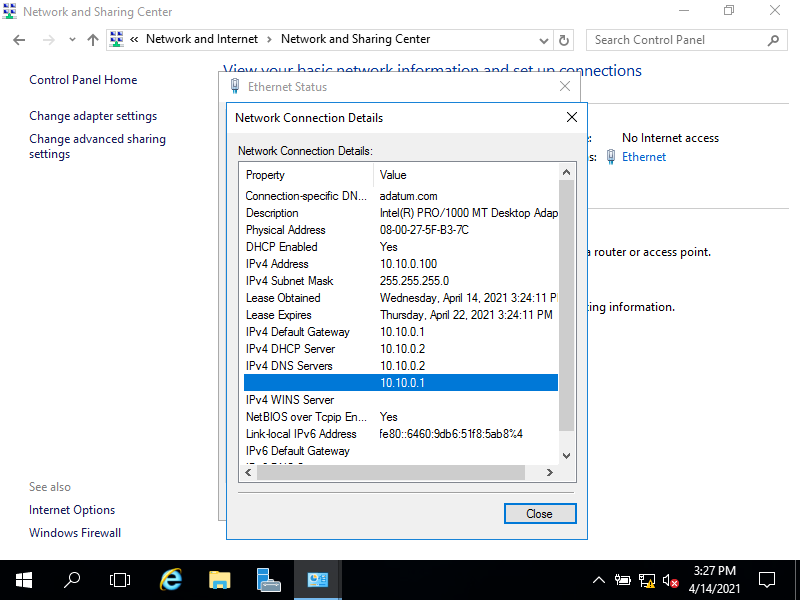 Network and Sharing Center
« Network and Internet › Network and Sharing Center
Search Control Panel
Control Panel Home
Change adapter settings
Change advanced sharing
settings
See also
Internet Options
Windows Firewall
View your basic network information and set up connections
No Internet access
Ethernet
a router or access point.
ting information.
Ethernet Status
Network Connection Details
Network Connection Details:
Property Value
Connection-specific DN... adatum.com
Description Intel(R) PRO/1000 MT Desktop Adap
Physical Address 08-00-27-5F-B3-7C
DHCP Enabled Yes
IPv4 Address 10.10.0.100
IPv4 Subnet Mask 255.255.255.0
Lease Obtained Wednesday, April 14, 2021 3:24:11 P
Lease Expires Thursday, April 22, 2021 3:24:11 PM
IPv4 Default Gateway 10.10.0.1
IPv4 DHCP Server 10.10.0.2
IPv4 DNS Servers 10.10.0.2
10.10.0.1
IPv4 WINS Server
NetBIOS over Tcpip En... Yes
Link-local IPv6 Address fe80::6460:9db6:51f8:5ab8%4
IPv6 Default Gateway
Close
3:27 PM
4/14/2021